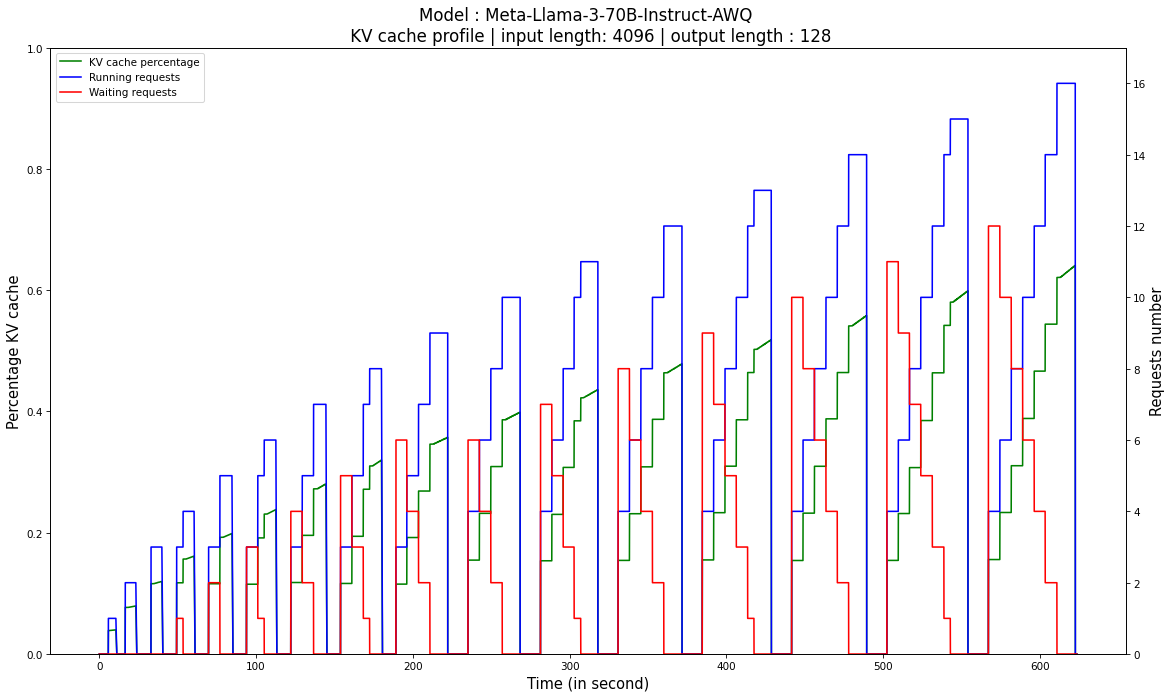 Model : Meta-Llama-3-70B-Instruct-AWQ
KV cache profile | input length: 4096 | output length : 128
KV cache percentage
Running requests
Waiting requests
Percentage KV cache
1.0
0.8
0.6
0.4
0.2
0.0
16
14
12
10
8
6
4
2
0
Requests number
0
100
200
300
400
500
600
Time (in second)